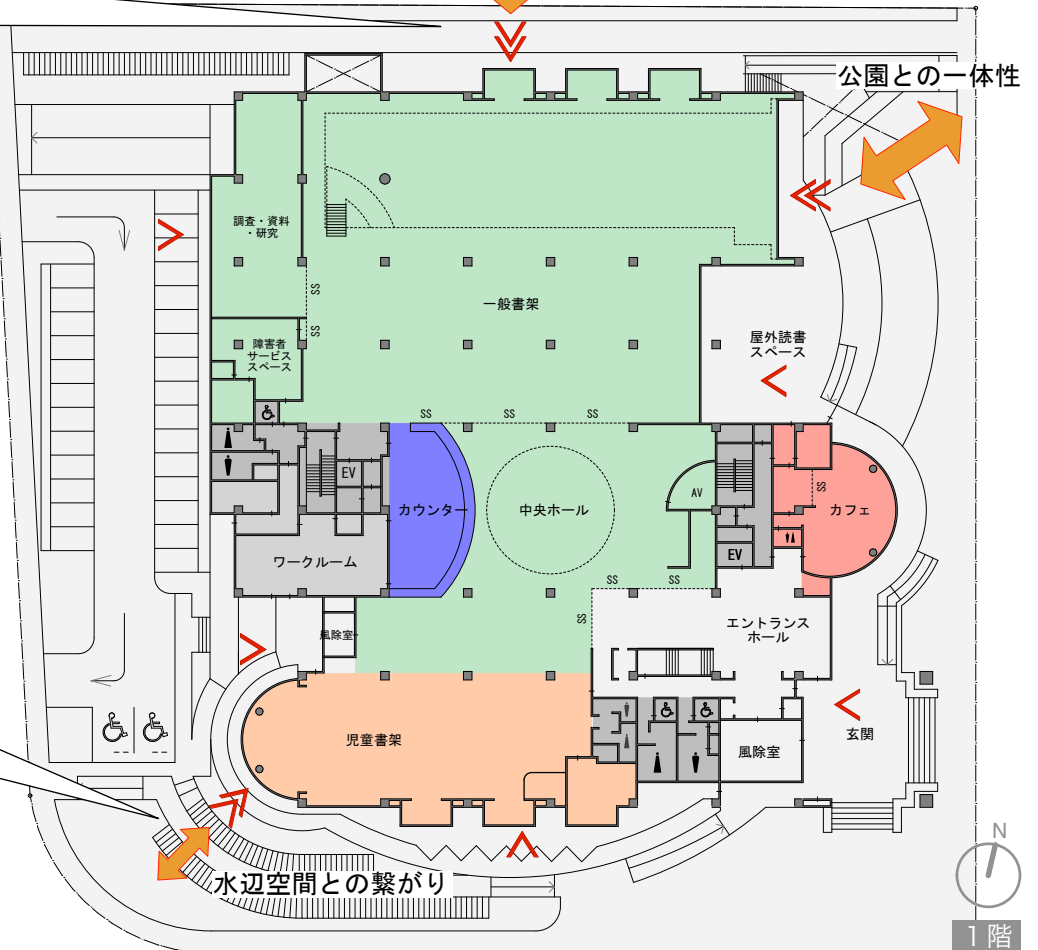 公園との一体性
調査・資料
・研究
SS
一般書架
SS
障害者
サービス
スペース
屋外読書
スペース
SS
SS
SS
EV
カウンター
中央ホール
AV
SS
カフェ
EV
ワークルーム
SS
SS
SS
エントランス
ホール
風除室
児童書架
風除室
玄関
水辺空間との繋がり
N
1階